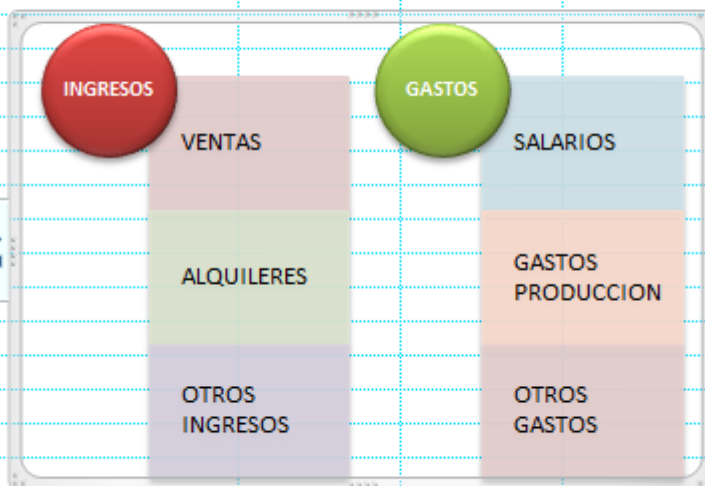 INGRESOS
VENTAS
ALQUILERES
OTROS
INGRESOS
GASTOS
SALARIOS
GASTOS
PRODUCCION
OTROS
GASTOS